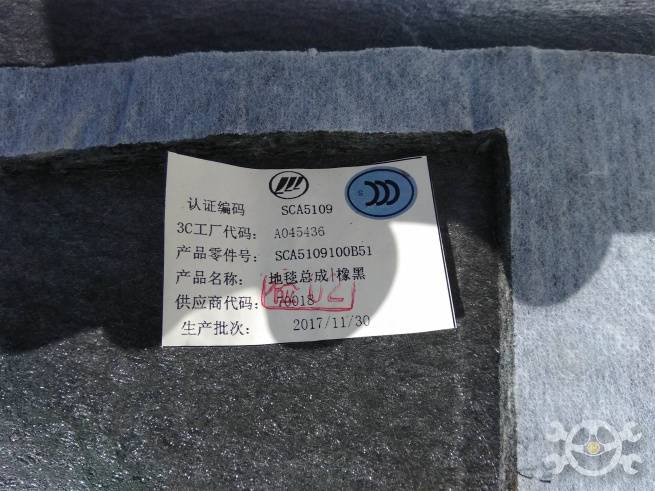 认证编码 SCA5109
3C工厂代码： A045436
产品零件号： SCA5109100B51
产品名称： 地毯总成 橡黑
供应商代码： 70018
生产批次： 2017/11/30